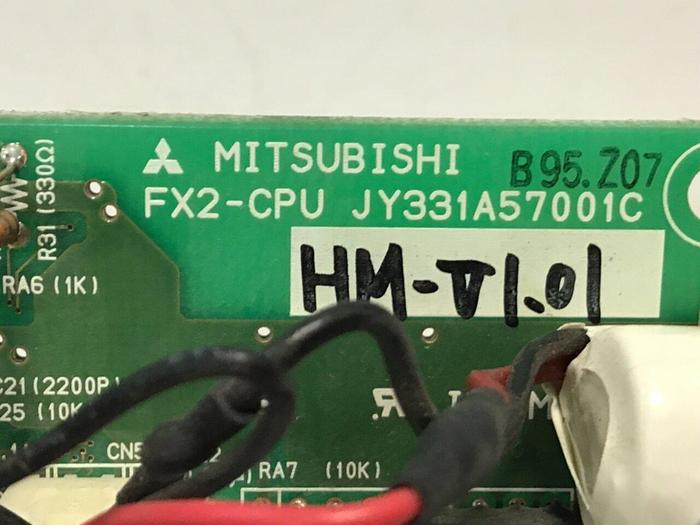 MITSUBISHI
B95.Z07
FX2-CPU JY331A57001C
HM-V1.01
R31 (330Ω)
RA6 (1K)
C21(2200P)
25 (10K
CN5
RA7 (10K)